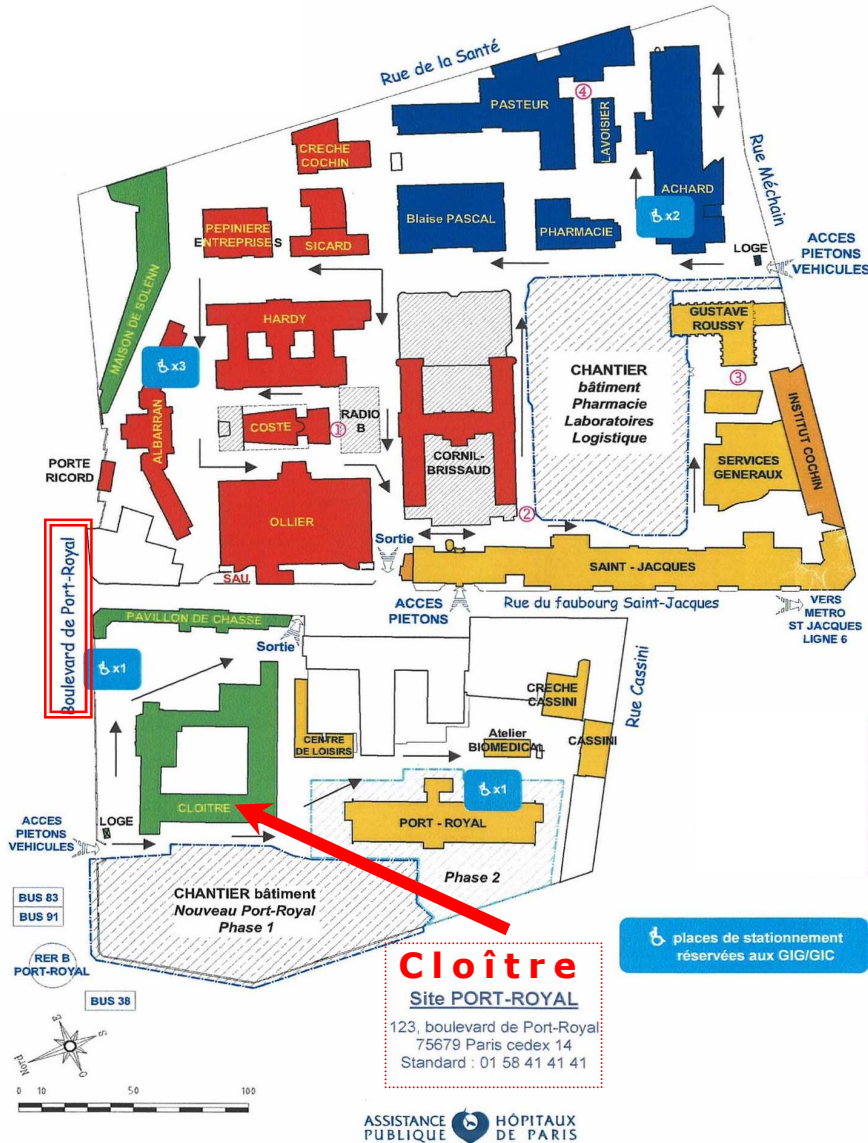 Rue de la Santé
PASTEUR
④
LAVOISIER
CRECHE
COCHIN
Rue Méchain
ACHARD
x2
PEPINIERE
ENTREPRISES
SICARD
Blaise PASCAL
PHARMACIE
LOGE
ACCES
PIETONS
VEHICULES
MAISON DE SOLENN
HARDY
GUSTAVE
ROUSSY
x3
CHANTIER
bâtiment
Pharmacie
Laboratoires
Logistique
③
INSTITUT COCHIN
ALBARRAN
COSTE
①
RADIO
B
CORNIL-
BRISSAUD
SERVICES
GENERAUX
PORTE
RICORD
OLLIER
②
Sortie
SAINT - JACQUES
SAU
ACCES
PIETONS
Rue du faubourg Saint-Jacques
VERS
METRO
ST JACQUES
LIGNE 6
Boulevard de Port-Royal
PAVILLON DE CHASSE
Sortie
x1
Rue Cassini
CRECHE
CASSINI
CENTRE
DE LOISIRS
Atelier
BIOMEDICAL
CASSINI
x1
CLOITRE
PORT - ROYAL
LOGE
ACCES
PIETONS
VEHICULES
Phase 2
CHANTIER bâtiment
Nouveau Port-Royal
Phase 1
BUS 83
BUS 91
RER B
PORT-ROYAL
BUS 38
places de stationnement
réservées aux GIG/GIC
Cloître
Site PORT-ROYAL
123, boulevard de Port-Royal
75679 Paris cedex 14
Standard : 01 58 41 41 41
E
S
Nord
O
0 10 50 100
ASSISTANCE HÔPITAUX
PUBLIQUE DE PARIS